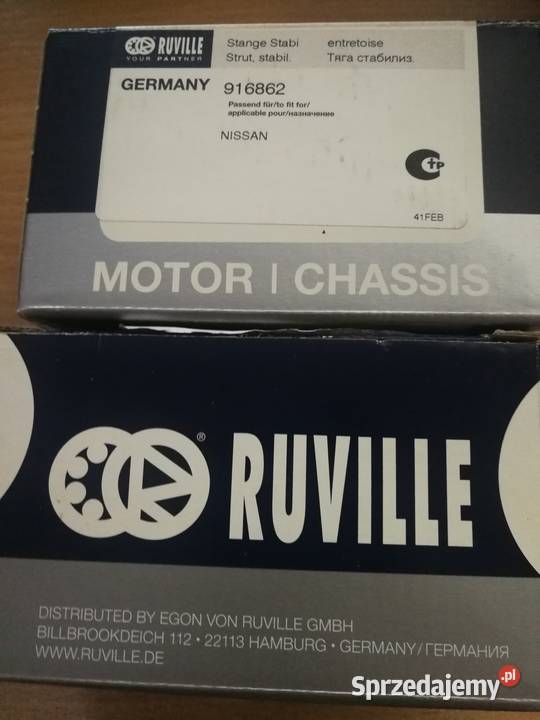 RUVILLE
YOUR PARTNER
Stange Stabi entretoise
Strut, stabil. Тяга стабилиз.
GERMANY 916862
Passend für/to fit for/
applicable pour/назначение
NISSAN
C TP
41FEB
MOTOR | CHASSIS
® RUVILLE
DISTRIBUTED BY EGON VON RUVILLE GMBH
BILLBROOKDEICH 112 • 22113 HAMBURG • GERMANY/ГЕРМАНИЯ
WWW.RUVILLE.DE
Sprzedajemy.pl